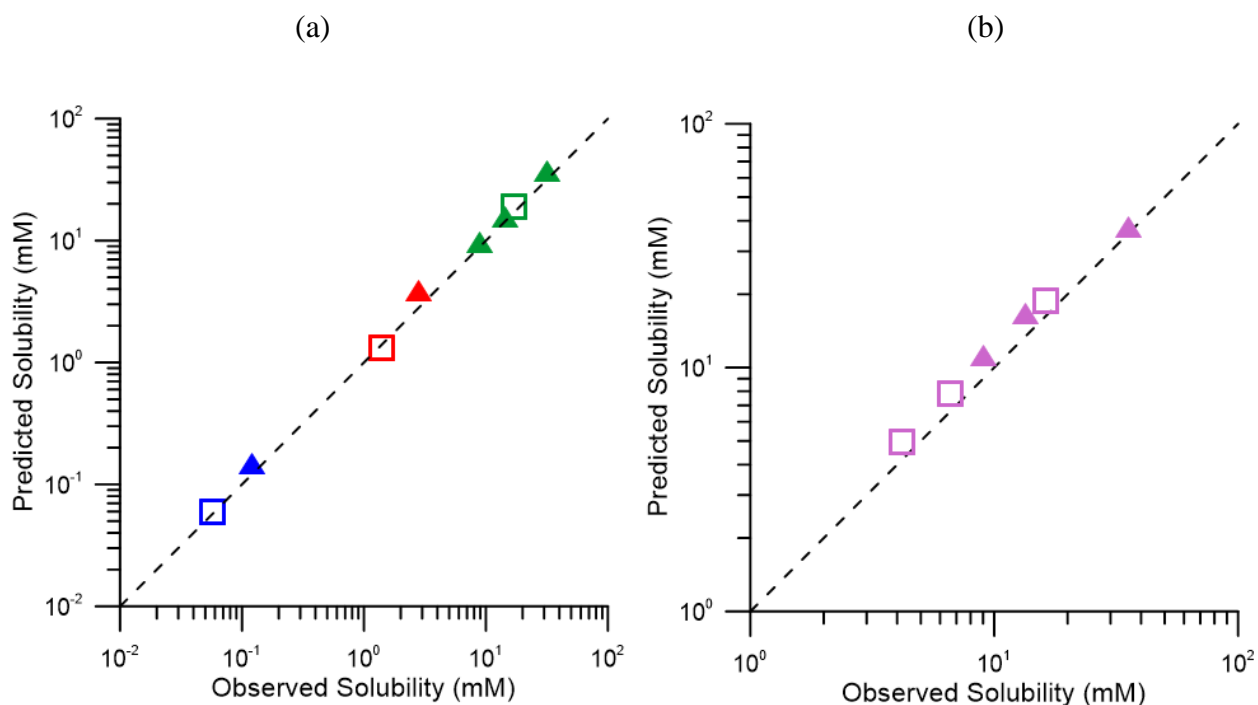 (a)
(b)
Predicted Solubility (mM)
10²
10¹
10⁰
10⁻¹
10⁻²
10⁻² 10⁻¹ 10⁰ 10¹ 10²
Observed Solubility (mM)
Predicted Solubility (mM)
10²
10¹
10⁰
10⁰ 10¹ 10²
Observed Solubility (mM)